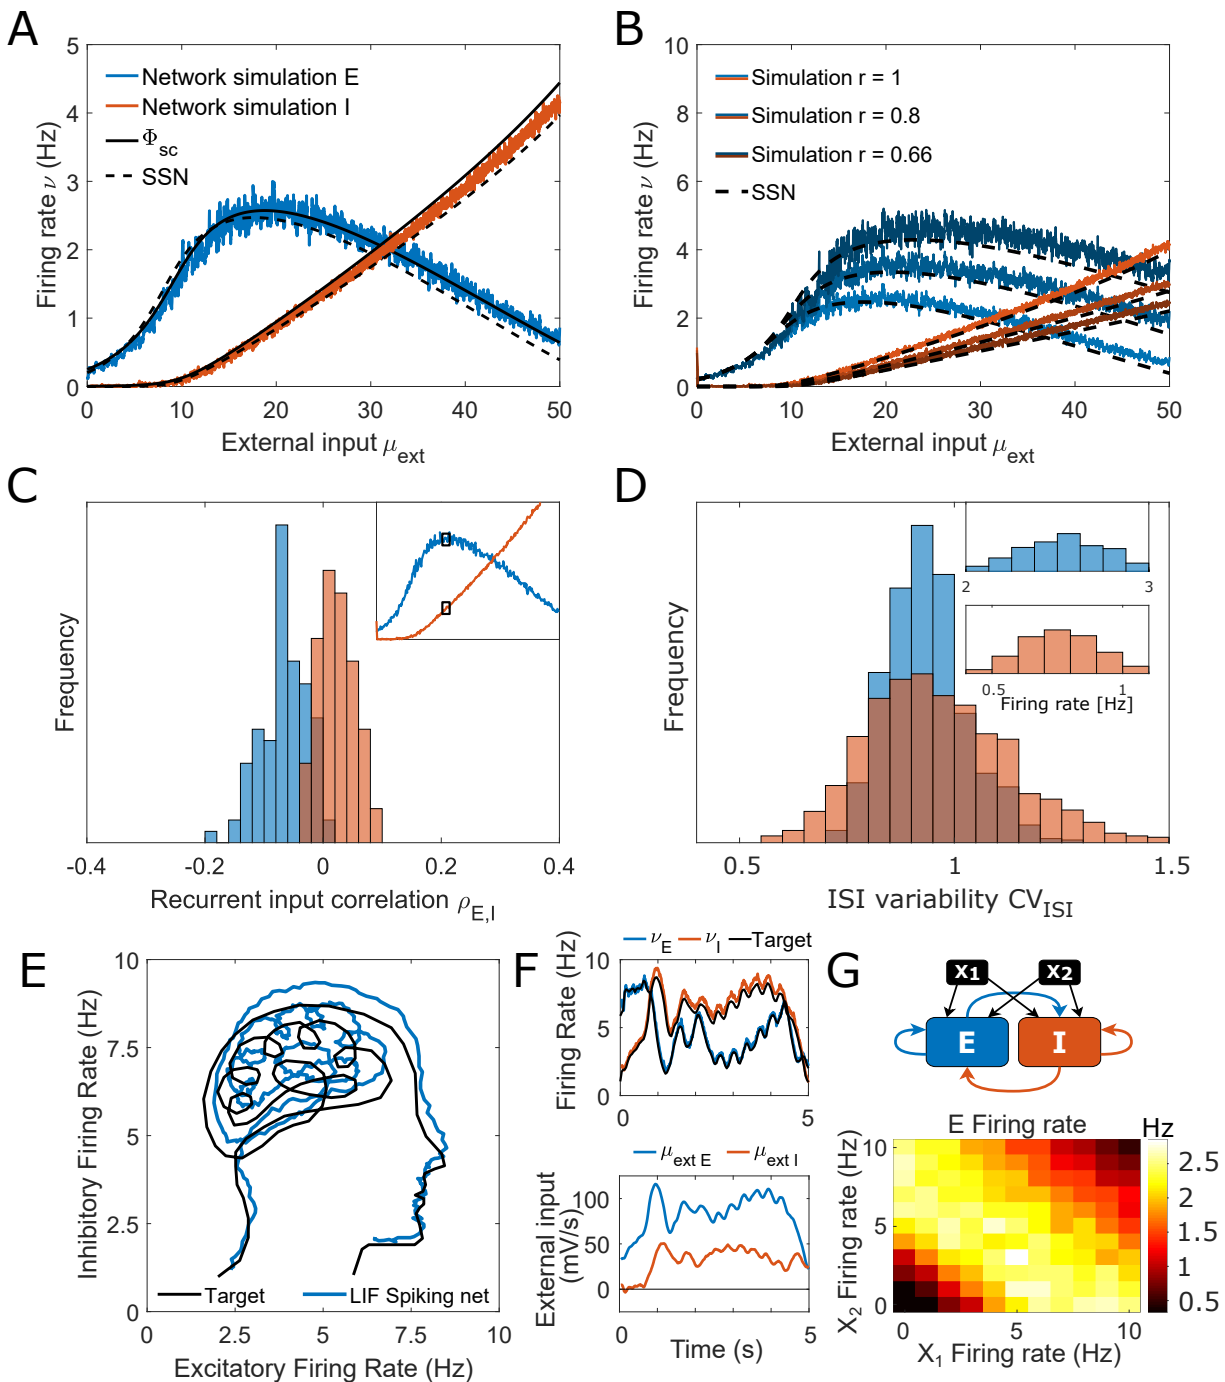 A
Firing rate ν (Hz)
5
4
3
2
1
0
Network simulation E
Network simulation I
Φsc
SSN
0 10 20 30 40 50
External input μext
B
Firing rate ν (Hz)
10
8
6
4
2
0
Simulation r = 1
Simulation r = 0.8
Simulation r = 0.66
SSN
0 10 20 30 40 50
External input μext
C
Frequency
-0.4 -0.2 0 0.2 0.4
Recurrent input correlation ρE,I
D
Frequency
2 3
0.5 1
Firing rate [Hz]
0.5 1 1.5
ISI variability CVISI
E
Inhibitory Firing Rate (Hz)
10
7.5
5
2.5
0
Target LIF Spiking net
0 2.5 5 7.5 10
Excitatory Firing Rate (Hz)
F
νE νI Target
Firing Rate (Hz)
10
5
0
0 5
μext E μext I
External input
(mV/s)
100
50
0
0 5
Time (s)
G
X1 X2
E I
E Firing rate
Hz
X2 Firing rate (Hz)
10
5
0
2.5
2
1.5
1
0.5
0 5 10
X1 Firing rate (Hz)